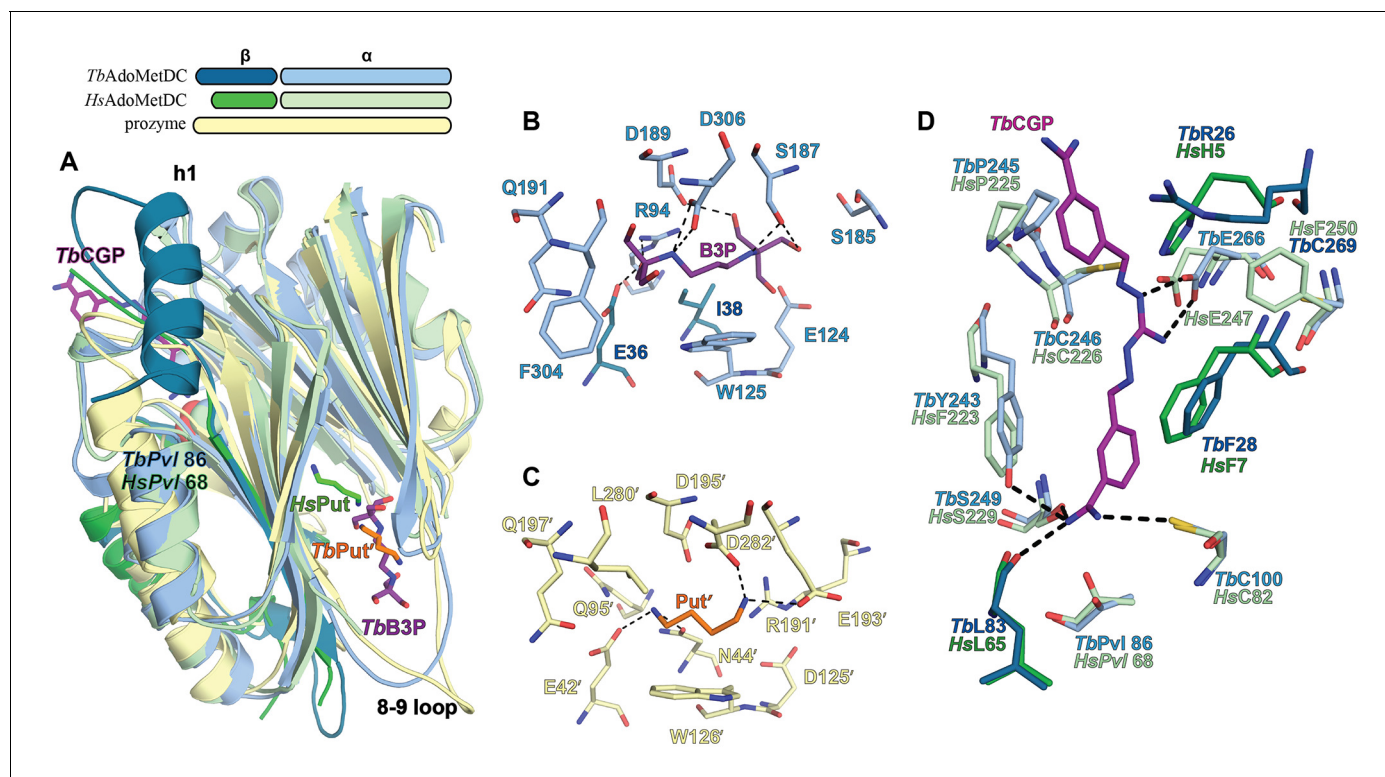 β α
TbAdoMetDC
HsAdoMetDC
prozyme
A
h1
TbCGP
TbPvl 86
HsPvl 68
HsPut
TbPut′
TbB3P
8-9 loop
B
D306
D189
S187
Q191
R94
S185
B3P
I38
E124
E36
F304
W125
C
D195′
L280′
Q197′
D282′
Q95′
Put′
R191′
E193′
N44′
E42′
D125′
W126′
D
TbCGP
TbR26
HsH5
TbP245
HsP225
HsF250
TbE266
TbC269
HsE247
TbC246
HsC226
TbY243
HsF223
TbF28
HsF7
TbS249
HsS229
TbC100
HsC82
TbL83
HsL65
TbPvl 86
HsPvl 68